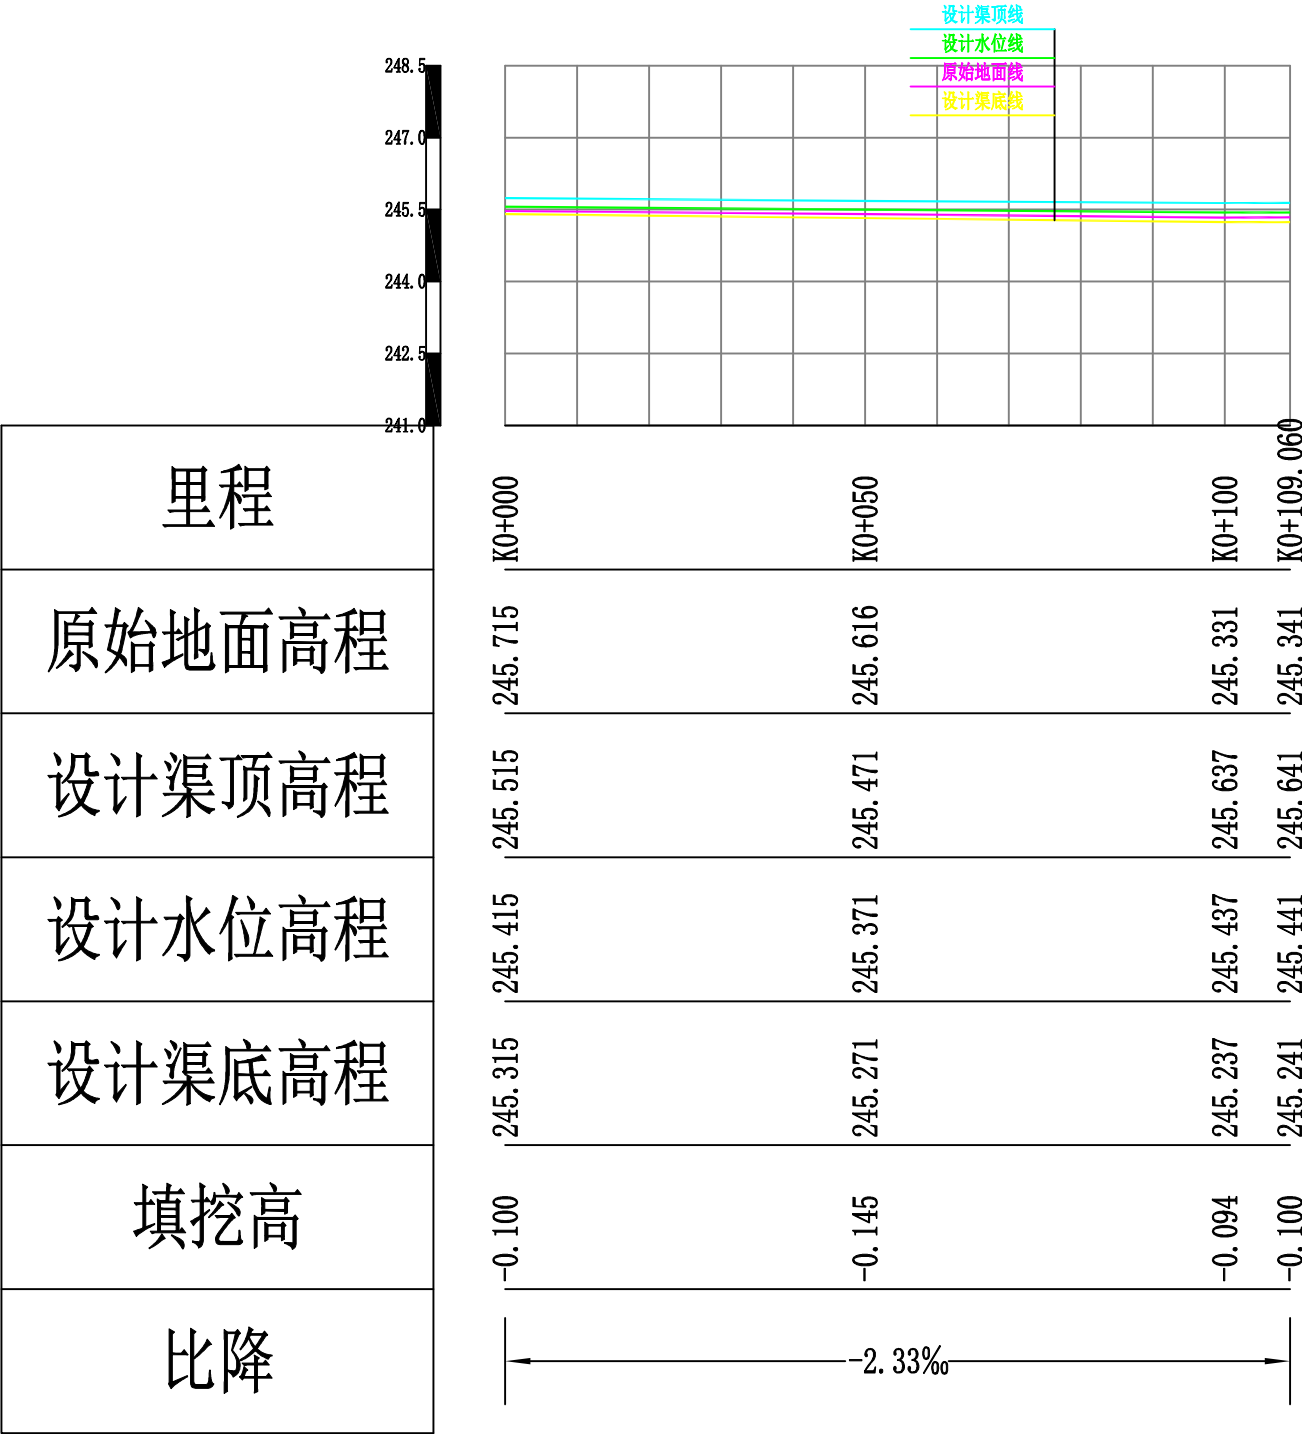 设计渠顶线
设计水位线
原始地面线
设计渠底线
248.5
247.0
245.5
244.0
242.5
241.0
里程 K0+000 K0+050 K0+100 K0+109.060
原始地面高程 245.715 245.616 245.331 245.341
设计渠顶高程 245.515 245.471 245.637 245.641
设计水位高程 245.415 245.371 245.437 245.441
设计渠底高程 245.315 245.271 245.237 245.241
填挖高 -0.100 -0.145 -0.094 -0.100
比降 -2.33‰